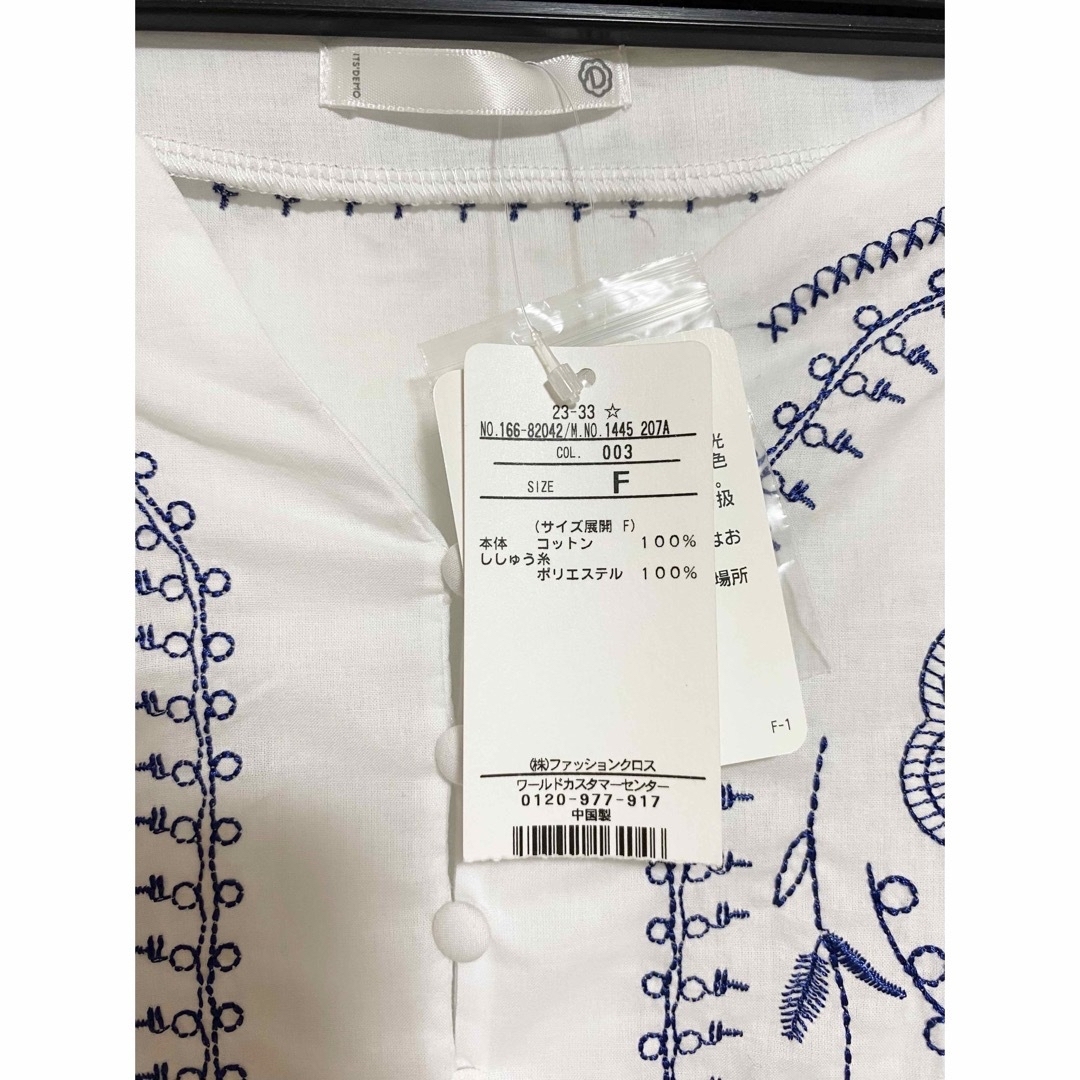 ITS'DEMO
23-33 ☆
NO.166-82042/M.NO.1445 207A
COL. 003
SIZE F
(サイズ展開 F)
本体 コットン 100%
ししゅう糸
ポリエステル 100%
㈱ファッションクロス
ワールドカスタマーセンター
0120-977-917
中国製
光
色
。
扱
はお
場所
F-1